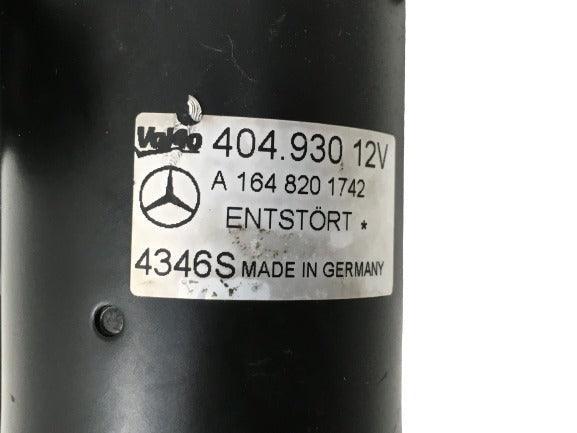 Valeo 404.930 12V
A 164 820 1742
ENTSTÖRT *
4346S MADE IN GERMANY